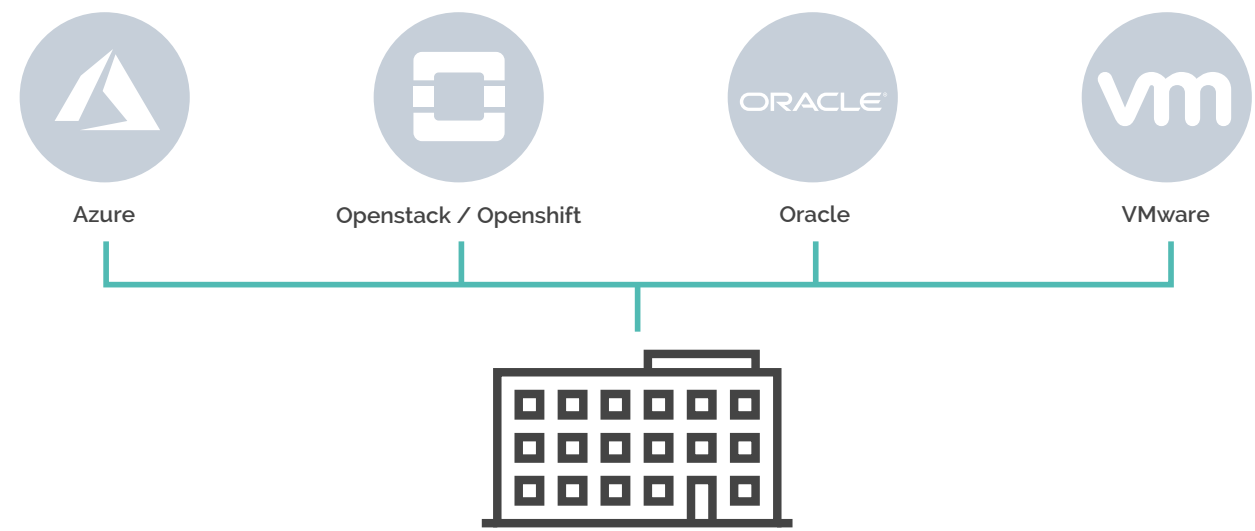 ORACLE®
vm
Azure
Openstack / Openshift
Oracle
VMware